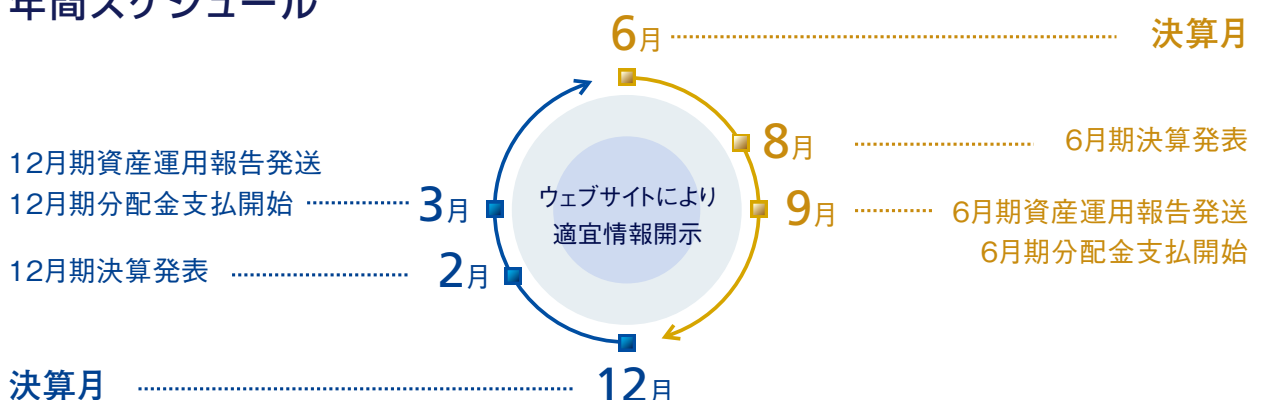 年間スケジュール
6月
決算月
8月
6月期決算発表
9月
6月期資産運用報告発送
6月期分配金支払開始
ウェブサイトにより
適宜情報開示
12月期資産運用報告発送
12月期分配金支払開始
3月
12月期決算発表
2月
決算月
12月